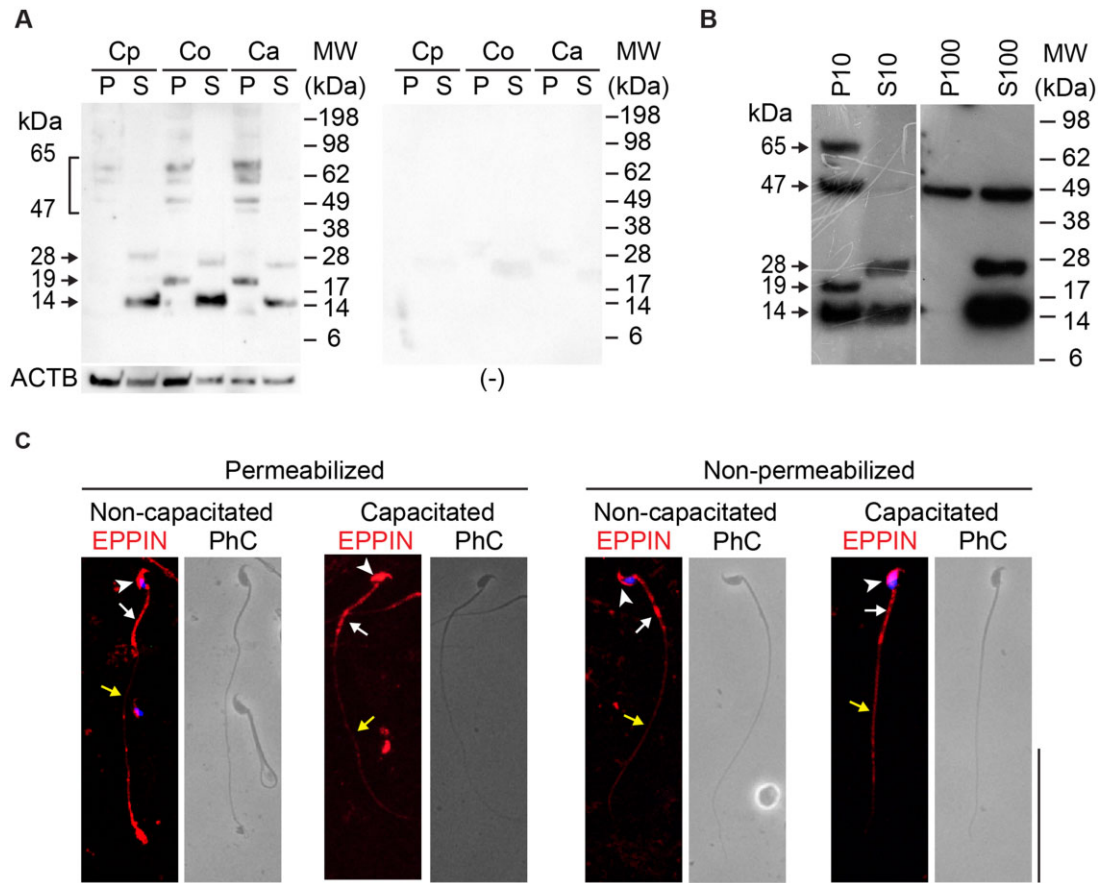 A
Cp Co Ca MW
P S P S P S (kDa)
kDa
65
47
28
19
14
198
98
62
49
38
28
17
14
6
ACTB
Cp Co Ca MW
P S P S P S (kDa)
198
98
62
49
38
28
17
14
6
(-)
B
P10 S10 P100 S100 MW
(kDa)
kDa
65
47
28
19
14
98
62
49
38
28
17
14
6
C
Permeabilized Non-permeabilized
Non-capacitated Capacitated Non-capacitated Capacitated
EPPIN PhC EPPIN PhC EPPIN PhC EPPIN PhC